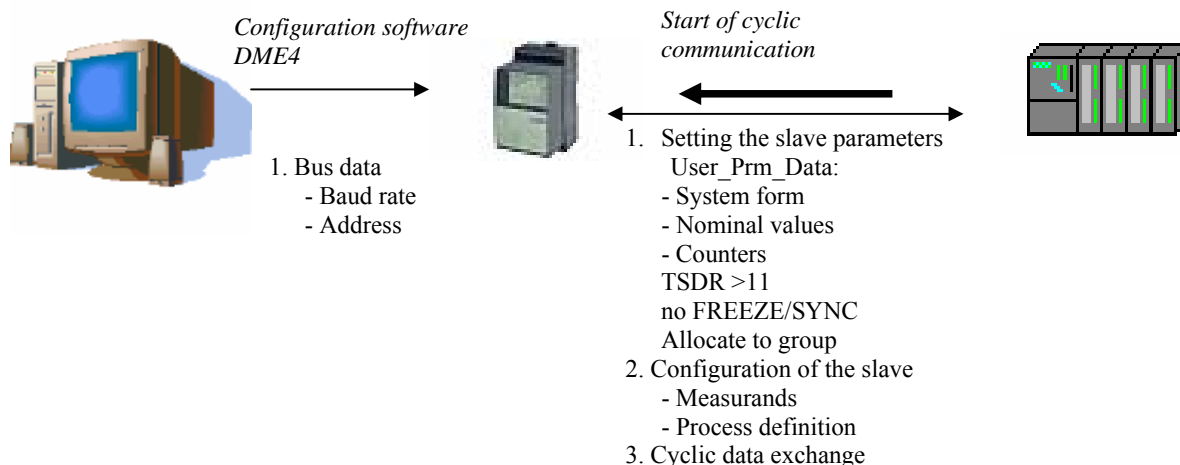 Configuration software
DME4
1. Bus data
- Baud rate
- Address
Start of cyclic
communication
1. Setting the slave parameters
User_Prm_Data:
- System form
- Nominal values
- Counters
TSDR >11
no FREEZE/SYNC
Allocate to group
2. Configuration of the slave
- Measurands
- Process definition
3. Cyclic data exchange